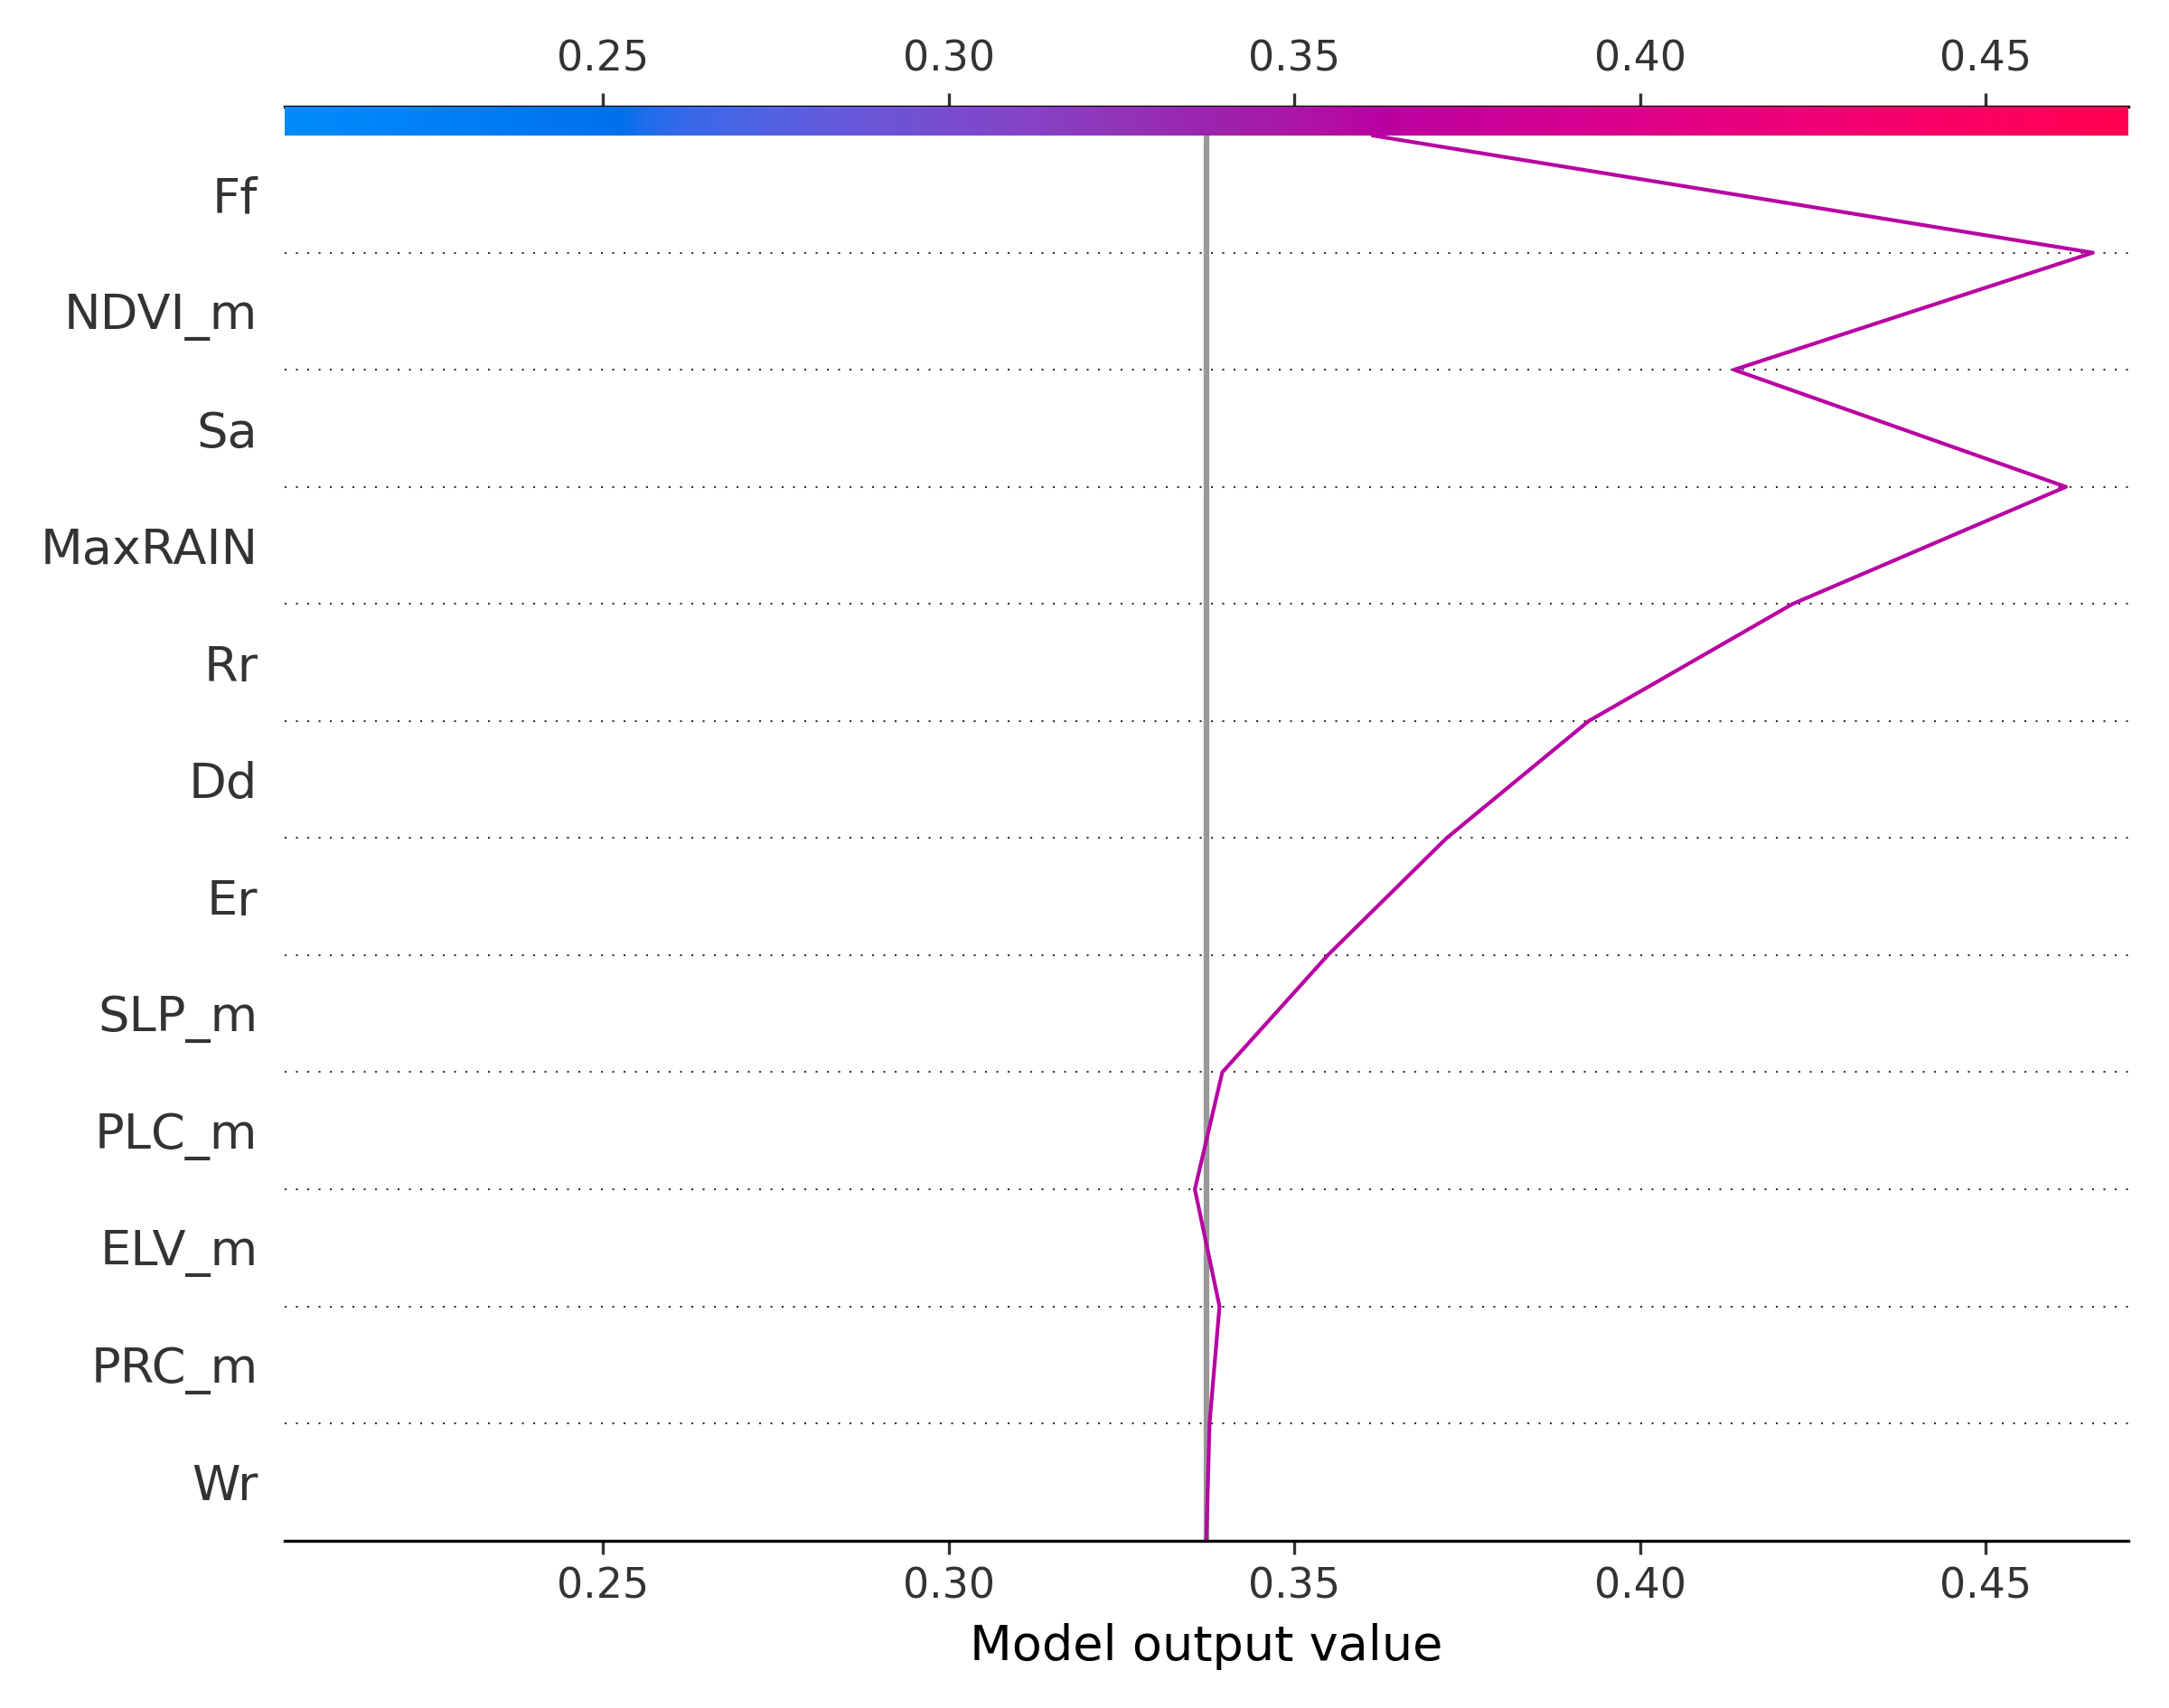 0.25 0.30 0.35 0.40 0.45
Ff
NDVI_m
Sa
MaxRAIN
Rr
Dd
Er
SLP_m
PLC_m
ELV_m
PRC_m
Wr
0.25 0.30 0.35 0.40 0.45
Model output value